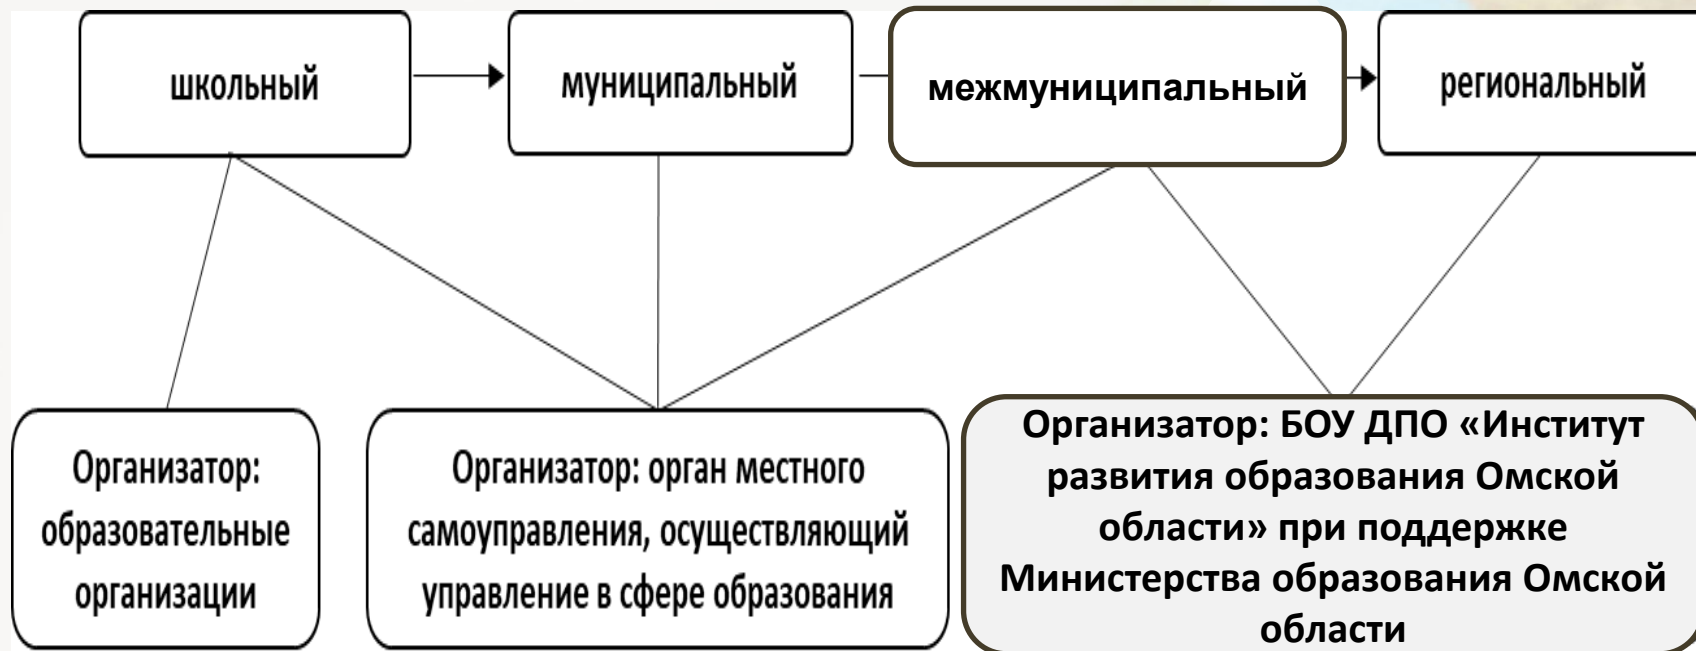 школьный
муниципальный
межмуниципальный
региональный
Организатор:
образовательные
организации
Организатор: орган местного
самоуправления, осуществляющий
управление в сфере образования
Организатор: БОУ ДПО «Институт
развития образования Омской
области» при поддержке
Министерства образования Омской
области